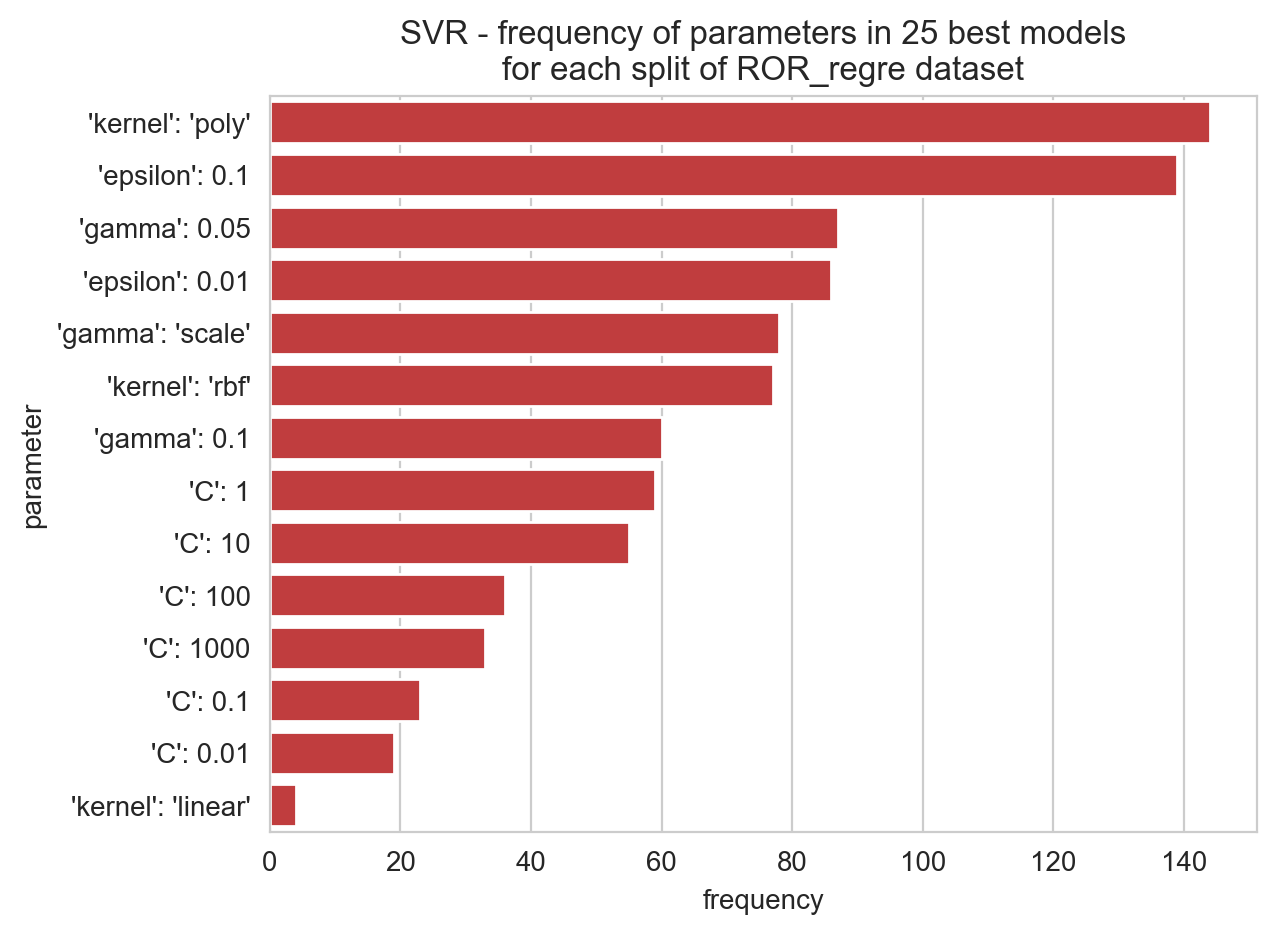 SVR - frequency of parameters in 25 best models
for each split of ROR_regre dataset
'kernel': 'poly'
'epsilon': 0.1
'gamma': 0.05
'epsilon': 0.01
'gamma': 'scale'
'kernel': 'rbf'
'gamma': 0.1
'C': 1
'C': 10
'C': 100
'C': 1000
'C': 0.1
'C': 0.01
'kernel': 'linear'
parameter
0 20 40 60 80 100 120 140
frequency